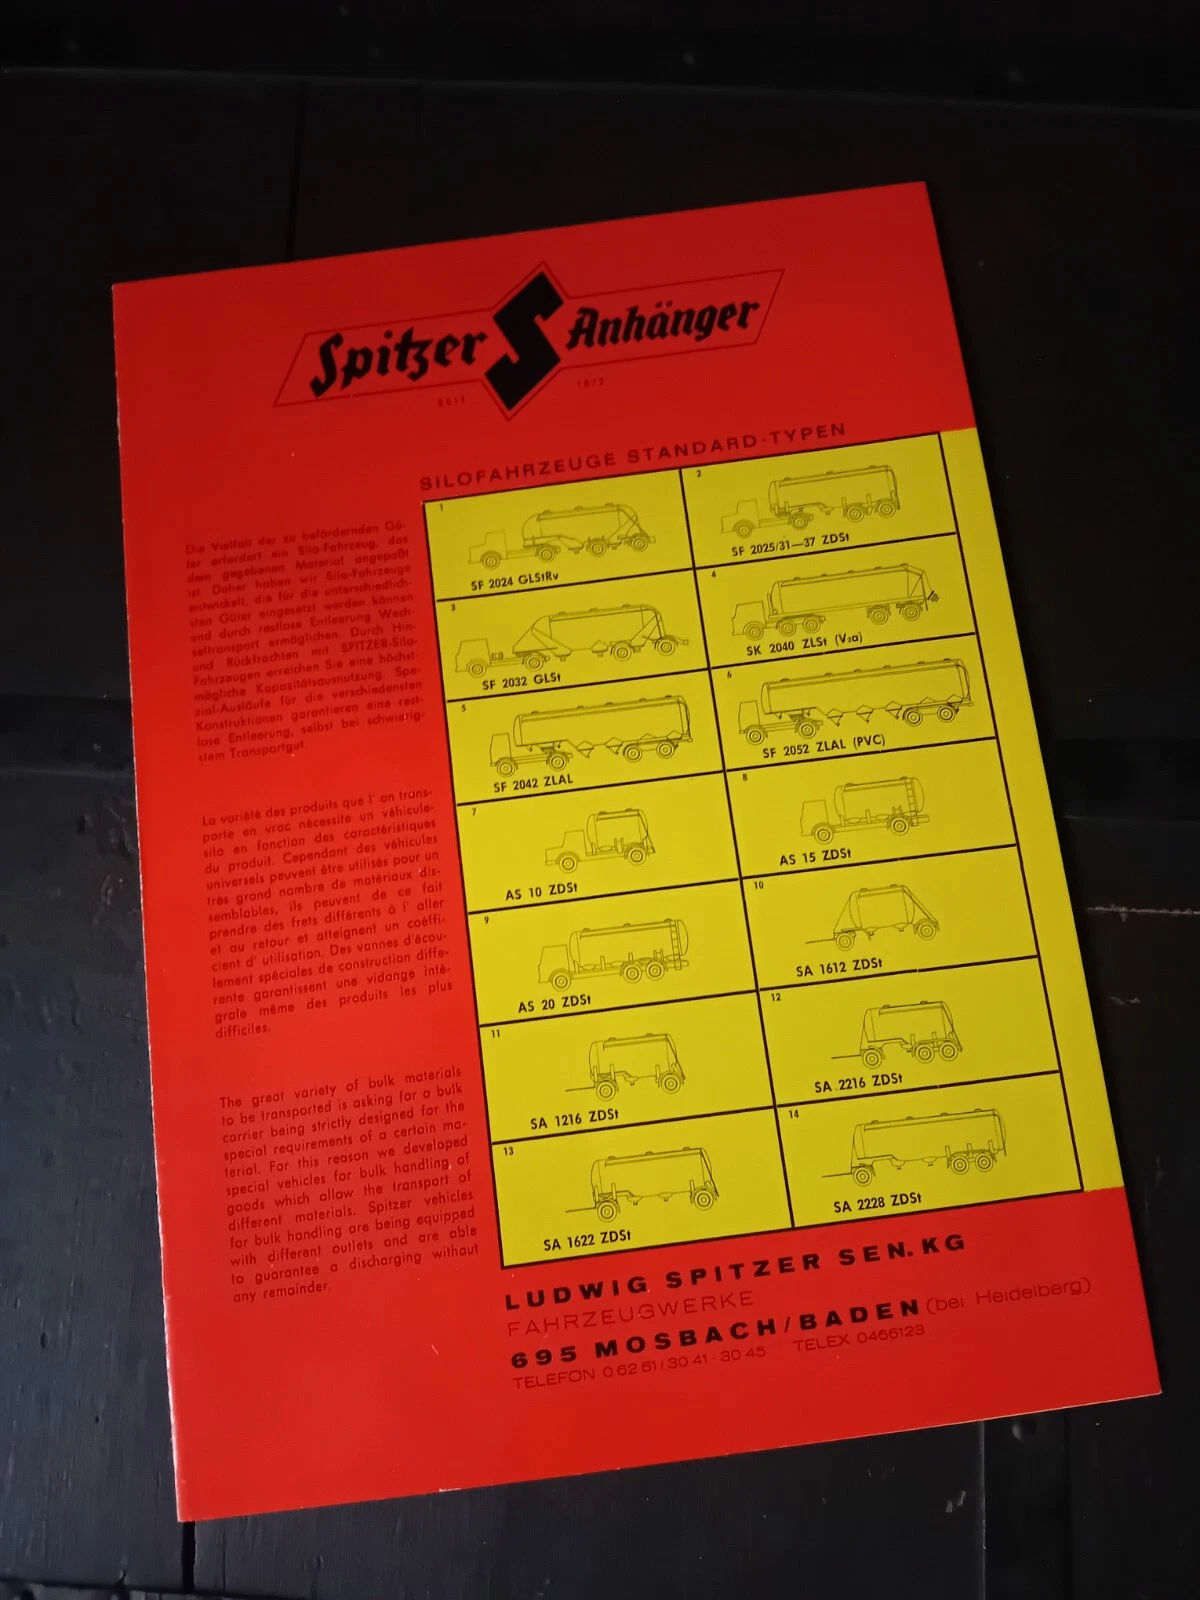 Spitzer S Anhänger
SEIT 1872
SILOFAHRZEUGE STANDARD-TYPEN
Die Vielfalt der zu befördernden Gü-
ter erfordert ein Silo-Fahrzeug, das
dem gegebenen Material angepaßt
ist. Daher haben wir Silo-Fahrzeuge
entwickelt, die für die unterschiedlich-
sten Güter eingesetzt werden können
und durch restlose Entleerung Wech-
seltransport ermöglichen. Durch Hin-
und Rückfrachten mit SPITZER-Silo-
Fahrzeugen erreichen Sie eine höchst-
mögliche Kapazitätsausnutzung. Spe-
zial-Ausläufe für die verschiedensten
Konstruktionen garantieren eine rest-
lose Entleerung, selbst bei schwierig-
stem Transportgut.
La variété des produits que l' on trans-
porte en vrac nécessite un véhicule-
silo en fonction des caractéristiques
du produit. Cependant des véhicules
universels peuvent être utilisés pour un
très grand nombre de matériaux dis-
semblables, ils peuvent de ce fait
prendre des frets différents à l' aller
et au retour et atteignent un coëffi-
cient d' utilisation. Des vannes d'écou-
lement spéciales de construction diffe-
rente garantissent une vidange inté-
grale même des produits les plus
difficiles.
The great variety of bulk materials
to be transported is asking for a bulk
carrier being strictly designed for the
special requirements of a certain ma-
terial. For this reason we developed
special vehicles for bulk handling of
goods which allow the transport of
different materials. Spitzer vehicles
for bulk handling are being equipped
with different outlets and are able
to guarantee a discharging without
any remainder.
1
SF 2024 GLStRv
2
SF 2025/31—37 ZDSt
3
SF 2032 GLSt
4
SK 2040 ZLSt (V2a)
5
SF 2042 ZLAL
6
SF 2052 ZLAL (PVC)
7
AS 10 ZDSt
8
AS 15 ZDSt
9
AS 20 ZDSt
10
SA 1612 ZDSt
11
SA 1216 ZDSt
12
SA 2216 ZDSt
13
SA 1622 ZDSt
14
SA 2228 ZDSt
LUDWIG SPITZER SEN. KG
FAHRZEUGWERKE
695 MOSBACH/BADEN (bei Heidelberg)
TELEFON 0 62 61 / 30 41 - 30 45 TELEX 0466123